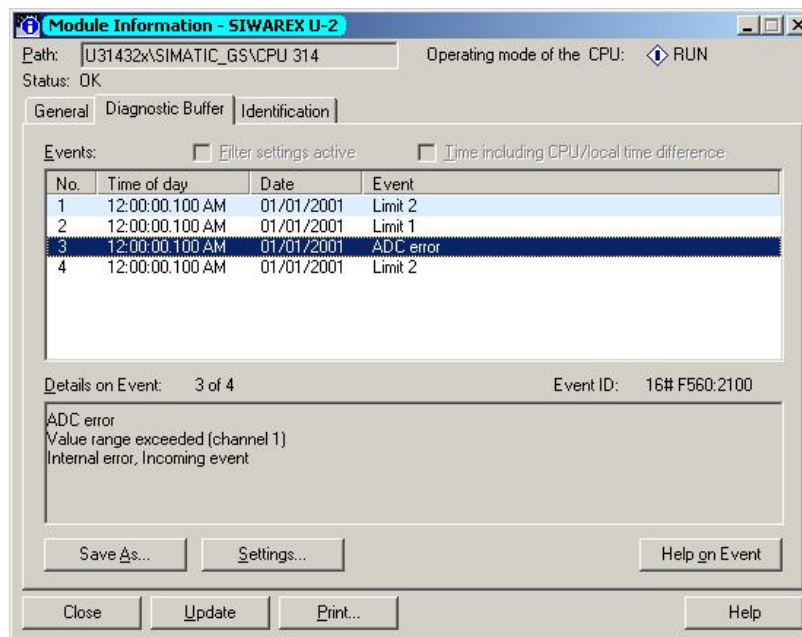 Module Information - SIWAREX U-2
Path: U31432x\SIMATIC_GS\CPU 314 Operating mode of the CPU: RUN
Status: OK
General Diagnostic Buffer Identification
Events: Filter settings active Time including CPU/local time difference
No. Time of day Date Event
1 12:00:00.100 AM 01/01/2001 Limit 2
2 12:00:00.100 AM 01/01/2001 Limit 1
3 12:00:00.100 AM 01/01/2001 ADC error
4 12:00:00.100 AM 01/01/2001 Limit 2
Details on Event: 3 of 4 Event ID: 16# F560:2100
ADC error
Value range exceeded (channel 1)
Internal error, Incoming event
Save As... Settings... Help on Event
Close Update Print... Help